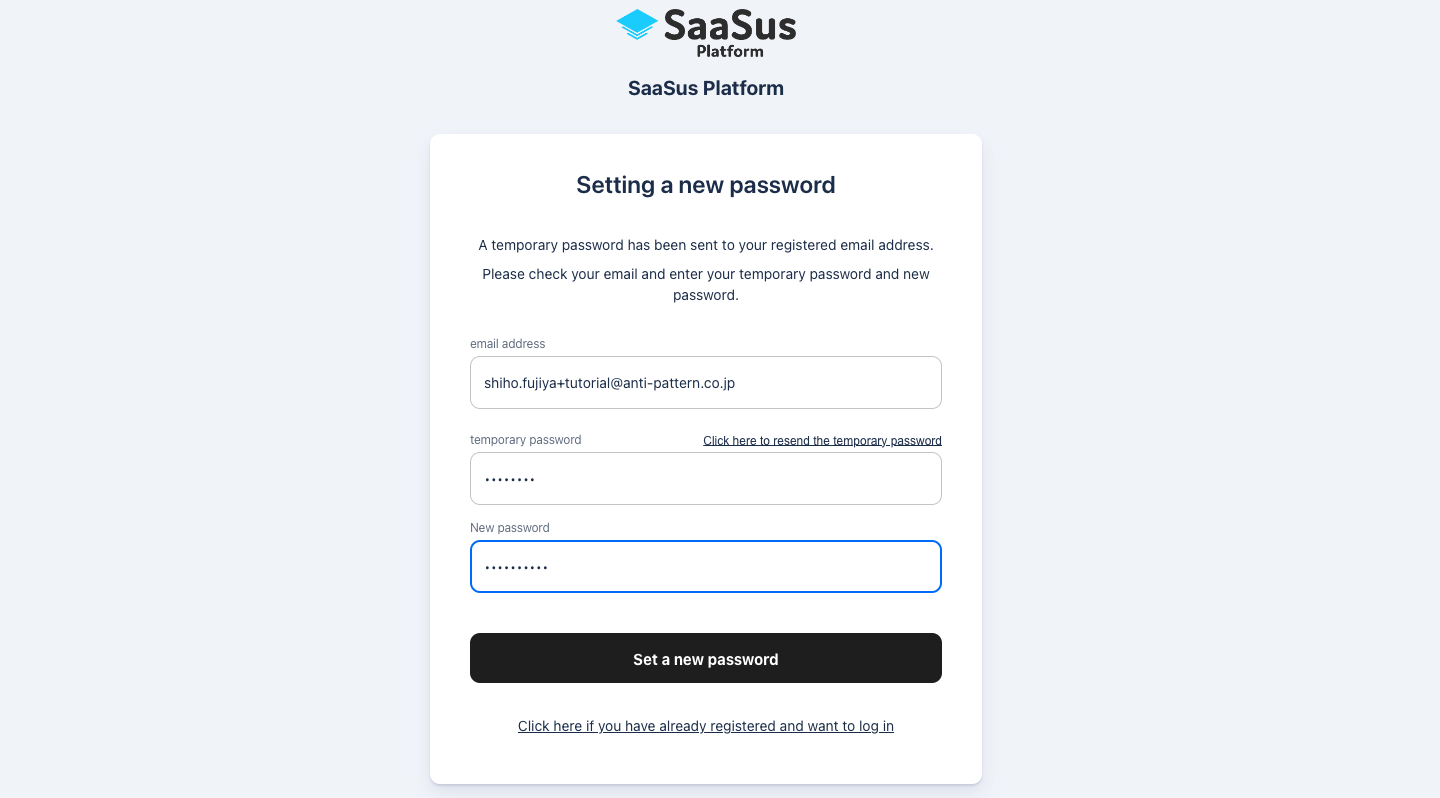 SaaSus
Platform
SaaSus Platform
Setting a new password
A temporary password has been sent to your registered email address.
Please check your email and enter your temporary password and new
password.
email address
shiho.fujiya+tutorial@anti-pattern.co.jp
temporary password Click here to resend the temporary password
••••••••
New password
••••••••••
Set a new password
Click here if you have already registered and want to log in